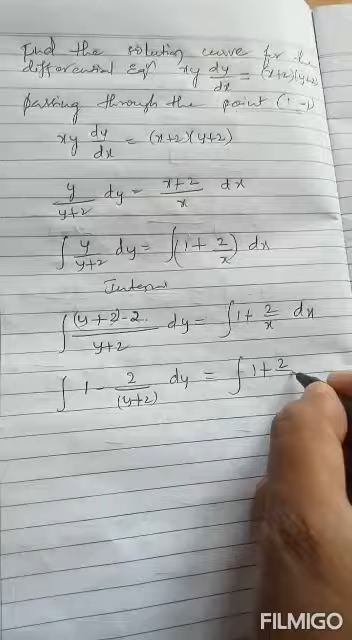 Find the solution curve for the
differential Eqn xy dy/dx = (x+2)(y+2)
passing through the point (1, -1)
xy dy/dx = (x+2)(y+2)
y/(y+2) dy = (x+2)/x dx
∫ y/(y+2) dy = ∫(1 + 2/x) dx
∫ ((y+2)-2)/(y+2) dy = ∫ 1 + 2/x dx
∫ 1 - 2/(y+2) dy = ∫ 1 + 2
FILMIGO